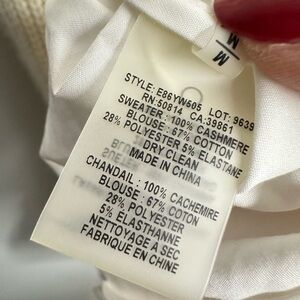 M
M
STYLE: E86YW505 LOT: 9639
RN:50814 CA:39861
SWEATER: 100% CASHMERE
BLOUSE: 67% COTTON
28% POLYESTER 5% ELASTANE
DRY CLEAN
MADE IN CHINA
CHANDAIL : 100% CACHEMIRE
BLOUSE : 67% COTON
28% POLYESTER
5% ELASTHANNE
NETTOYAGE A SEC
FABRIQUE EN CHINE